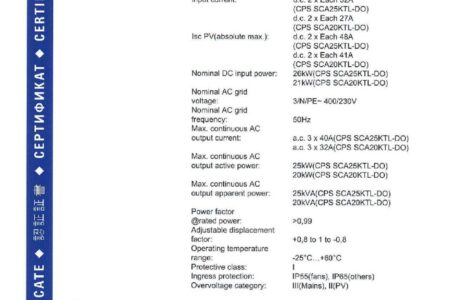 Input current:
d.c. 2 x Each 32A
(CPS SCA25KTL-DO)
d.c. 2 x Each 27A
(CPS SCA20KTL-DO)
Isc PV(absolute max.):
d.c. 2 x Each 48A
(CPS SCA25KTL-DO)
d.c. 2 x Each 41A
(CPS SCA20KTL-DO)
Nominal DC input power:
26kW(CPS SCA25KTL-DO)
21kW(CPS SCA20KTL-DO)
Nominal AC grid
voltage:
3/N/PE~ 400/230V
Nominal AC grid
frequency:
50Hz
Max. continuous AC
output current:
a.c. 3 x 40A(CPS SCA25KTL-DO)
a.c. 3 x 32A(CPS SCA20KTL-DO)
Max. continuous AC
output active power:
25kW(CPS SCA25KTL-DO)
20kW(CPS SCA20KTL-DO)
Max. continuous AC
output apparent power:
25kVA(CPS SCA25KTL-DO)
20kVA(CPS SCA20KTL-DO)
Power factor
@rated power:
>0,99
Adjustable displacement
factor:
+0,8 to 1 to -0,8
Operating temperature
range:
-25°C...+60°C
Protective class:
I
Ingress protection:
IP55(fans), IP65(others)
Overvoltage category:
III(Mains), II(PV)
CATE ◆ 認証証書 ◆ СЕРТИФИКАТ ◆ CERTIF